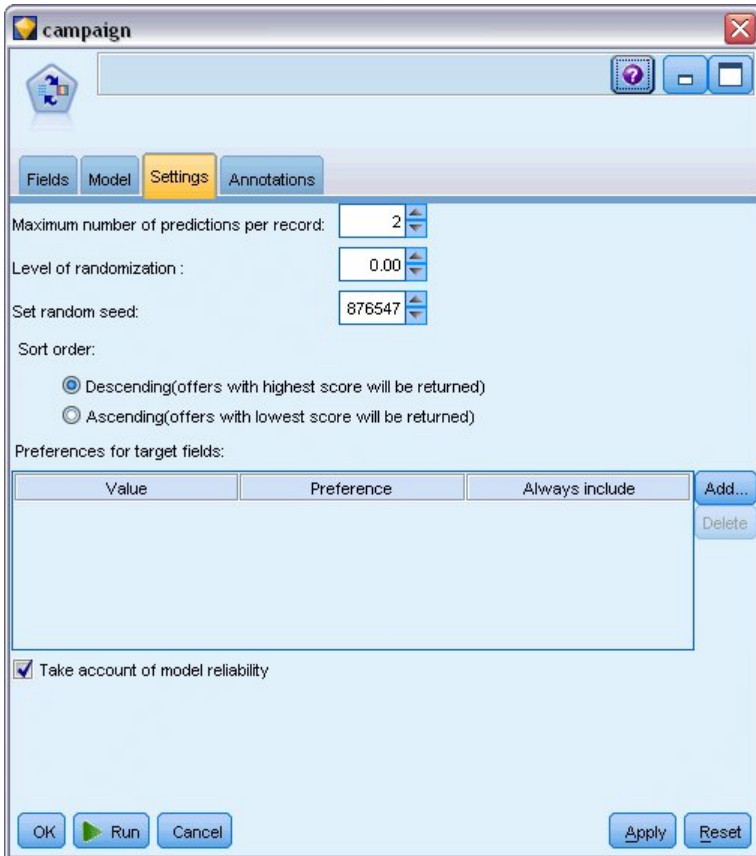 campaign
Fields Model Settings Annotations
Maximum number of predictions per record: 2
Level of randomization : 0.00
Set random seed: 876547
Sort order:
Descending(offers with highest score will be returned)
Ascending(offers with lowest score will be returned)
Preferences for target fields:
Value Preference Always include Add...
Delete
Take account of model reliability
OK Run Cancel Apply Reset